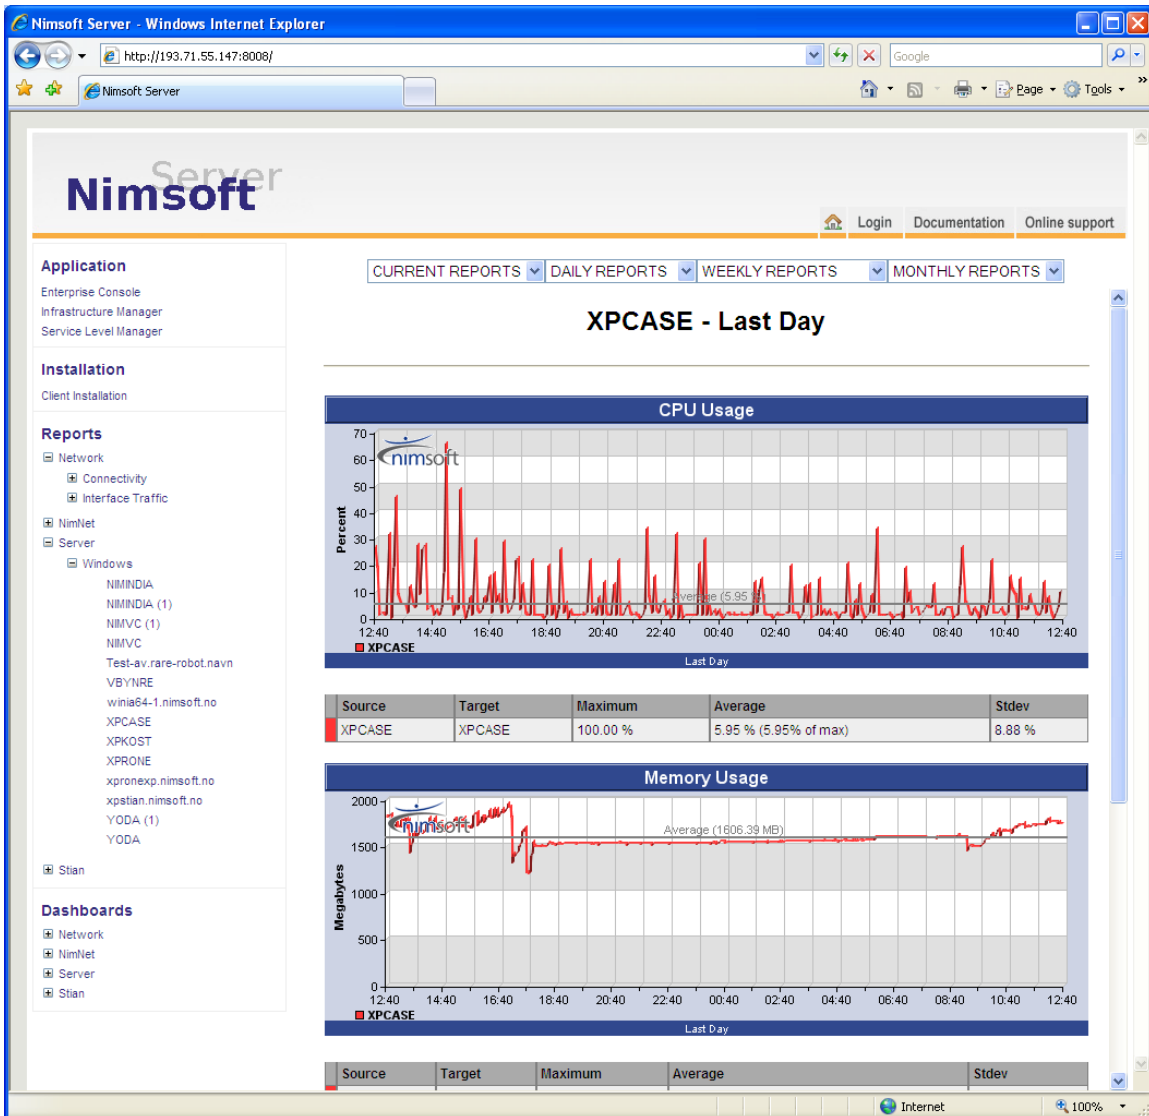 Nimsoft Server - Windows Internet Explorer
http://193.71.55.147:8008/
Google
Nimsoft Server
Page
Tools
Server
Nimsoft
Login Documentation Online support
Application
Enterprise Console
Infrastructure Manager
Service Level Manager
Installation
Client Installation
Reports
Network
Connectivity
Interface Traffic
NimNet
Server
Windows
NIMINDIA
NIMINDIA (1)
NIMVC (1)
NIMVC
Test-av.rare-robot.navn
VBYNRE
winia64-1.nimsoft.no
XPCASE
XPKOST
XPRONE
xpronexp.nimsoft.no
xpstian.nimsoft.no
YODA (1)
YODA
Stian
Dashboards
Network
NimNet
Server
Stian
CURRENT REPORTS DAILY REPORTS WEEKLY REPORTS MONTHLY REPORTS
XPCASE - Last Day
CPU Usage
nimsoft
Percent
70
60
50
40
30
20
10
0
Average (5.95 %)
12:40 14:40 16:40 18:40 20:40 22:40 00:40 02:40 04:40 06:40 08:40 10:40 12:40
XPCASE
Last Day
Source Target Maximum Average Stdev
XPCASE XPCASE 100.00 % 5.95 % (5.95% of max) 8.88 %
Memory Usage
nimsoft
Megabytes
2000
1500
1000
500
0
Average (1606.39 MB)
12:40 14:40 16:40 18:40 20:40 22:40 00:40 02:40 04:40 06:40 08:40 10:40 12:40
XPCASE
Last Day
Source Target Maximum Average Stdev
Internet 100%